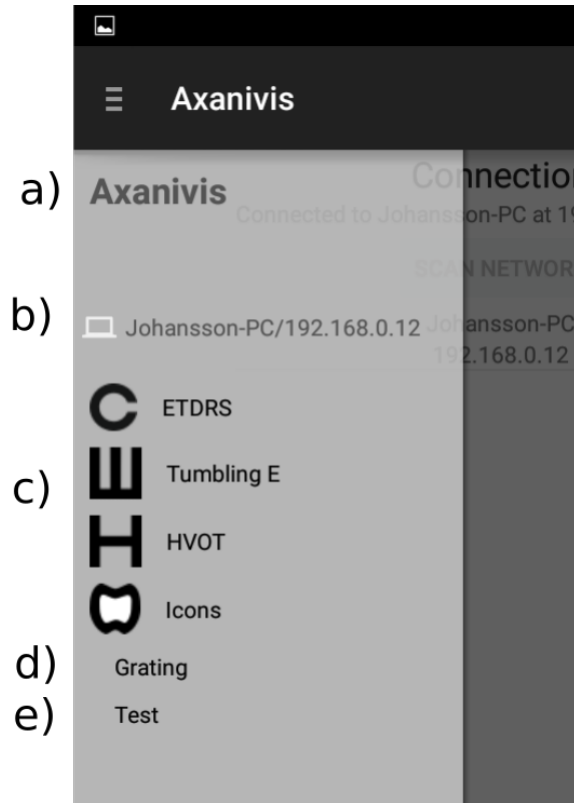 Axanivis
a) Axanivis
Connection
Connected to Johansson-PC at 19
SCAN NETWOR
b) Johansson-PC/192.168.0.12
Johansson-PC
192.168.0.12
ETDRS
c) Tumbling E
HVOT
Icons
d) Grating
e) Test